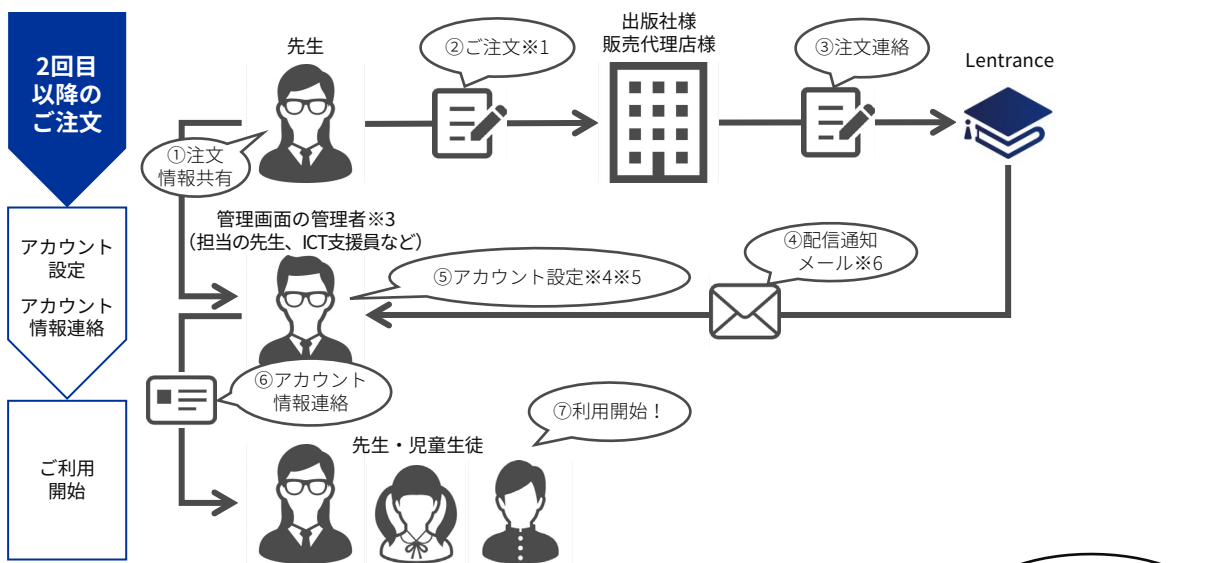 2回目
以降の
ご注文
先生
②ご注文※1
出版社様
販売代理店様
③注文連絡
Lentrance
①注文
情報共有
アカウント
設定
アカウント
情報連絡
管理画面の管理者※3
（担当の先生、ICT支援員など）
④配信通知
メール※6
⑤アカウント設定※4※5
⑥アカウント
情報連絡
⑦利用開始！
ご利用
開始
先生・児童生徒